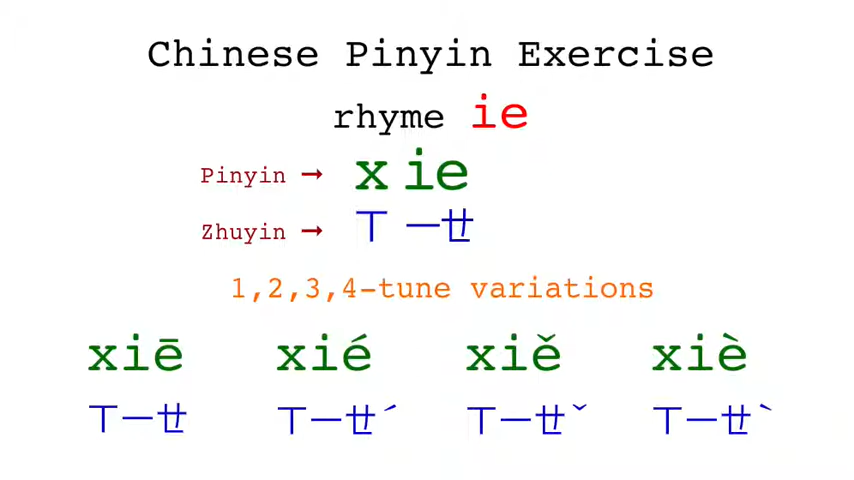 Chinese Pinyin Exercise
rhyme ie
Pinyin → x ie
Zhuyin → ㄒ ㄧㄝ
1,2,3,4-tune variations
xiē xié xiě xiè
ㄒㄧㄝ ㄒㄧㄝˊ ㄒㄧㄝˇ ㄒㄧㄝˋ